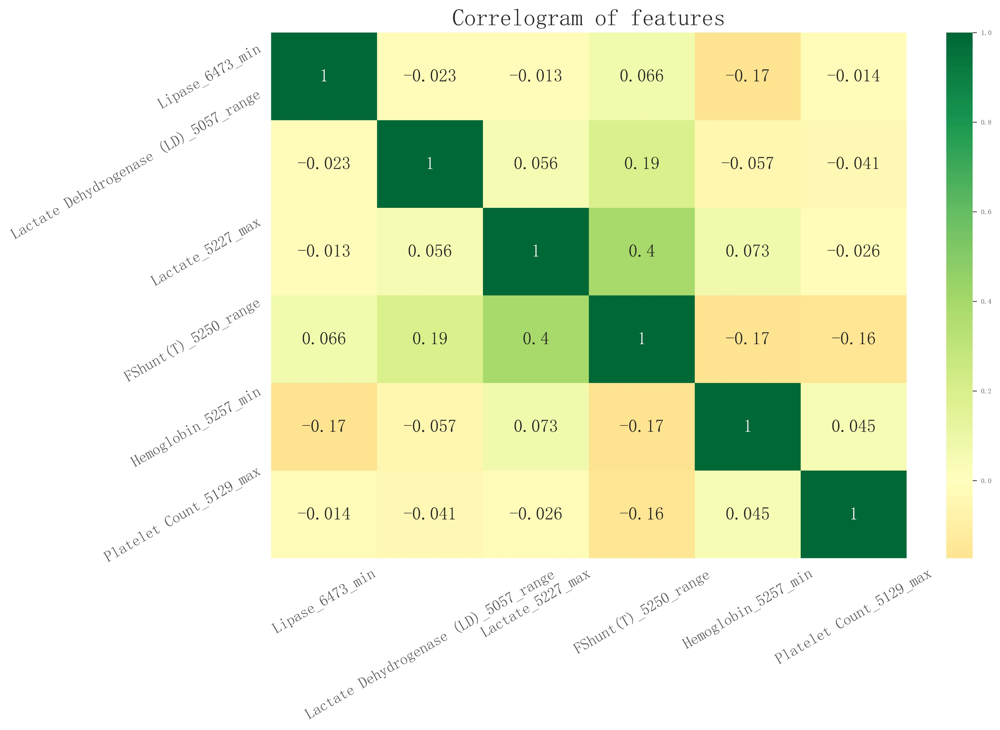 Correlogram of features
Lipase_6473_min
Lactate Dehydrogenase (LD)_5057_range
Lactate_5227_max
FShunt(T)_5250_range
Hemoglobin_5257_min
Platelet Count_5129_max
1 -0.023 -0.013 0.066 -0.17 -0.014
-0.023 1 0.056 0.19 -0.057 -0.041
-0.013 0.056 1 0.4 0.073 -0.026
0.066 0.19 0.4 1 -0.17 -0.16
-0.17 -0.057 0.073 -0.17 1 0.045
-0.014 -0.041 -0.026 -0.16 0.045 1
Lipase_6473_min
Lactate Dehydrogenase (LD)_5057_range
Lactate_5227_max
FShunt(T)_5250_range
Hemoglobin_5257_min
Platelet Count_5129_max
1.0
0.8
0.6
0.4
0.2
0.0